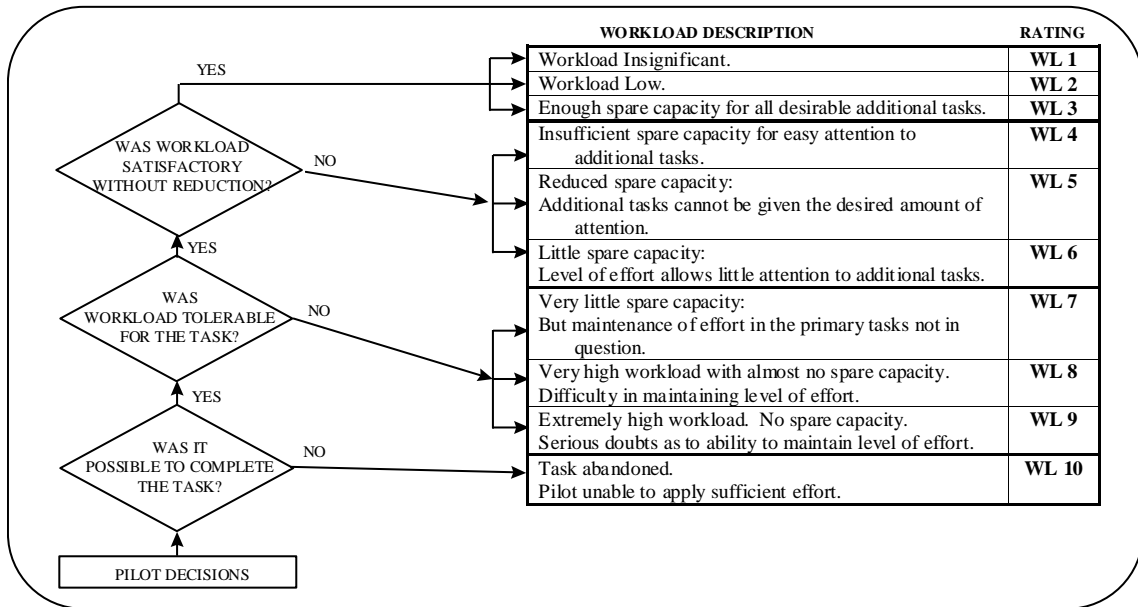 WORKLOAD DESCRIPTION RATING
YES
Workload Insignificant. WL 1
Workload Low. WL 2
Enough spare capacity for all desirable additional tasks. WL 3
WAS WORKLOAD
SATISFACTORY
WITHOUT REDUCTION?
NO
Insufficient spare capacity for easy attention to WL 4
additional tasks.
Reduced spare capacity: WL 5
Additional tasks cannot be given the desired amount of
attention.
Little spare capacity: WL 6
Level of effort allows little attention to additional tasks.
YES
WAS
WORKLOAD TOLERABLE
FOR THE TASK?
NO
Very little spare capacity: WL 7
But maintenance of effort in the primary tasks not in
question.
Very high workload with almost no spare capacity. WL 8
Difficulty in maintaining level of effort.
Extremely high workload. No spare capacity. WL 9
Serious doubts as to ability to maintain level of effort.
YES
WAS IT
POSSIBLE TO COMPLETE
THE TASK?
NO
Task abandoned. WL 10
Pilot unable to apply sufficient effort.
PILOT DECISIONS